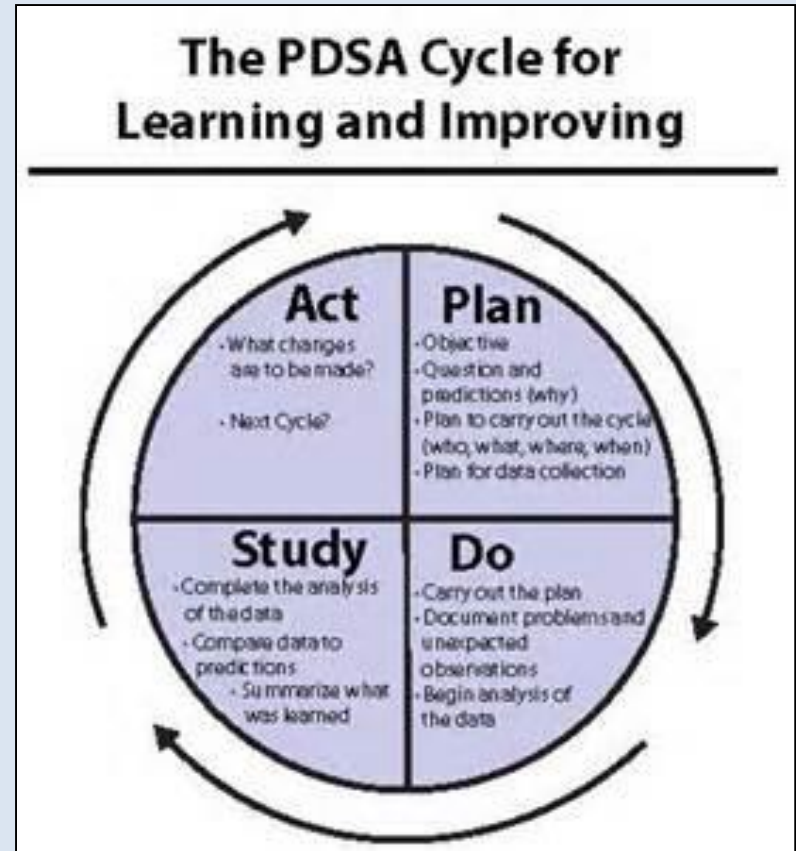 The PDSA Cycle for
Learning and Improving
Act
· What changes
are to be made?
· Next Cycle?
Plan
· Objective
· Question and
predictions (why)
· Plan to carry out the cycle
(who, what, where, when)
· Plan for data collection
Study
· Complete the analysis
of the data
· Compare data to
predictions
· Summarize what
was learned
Do
· Carry out the plan
· Document problems and
unexpected
observations
· Begin analysis of
the data